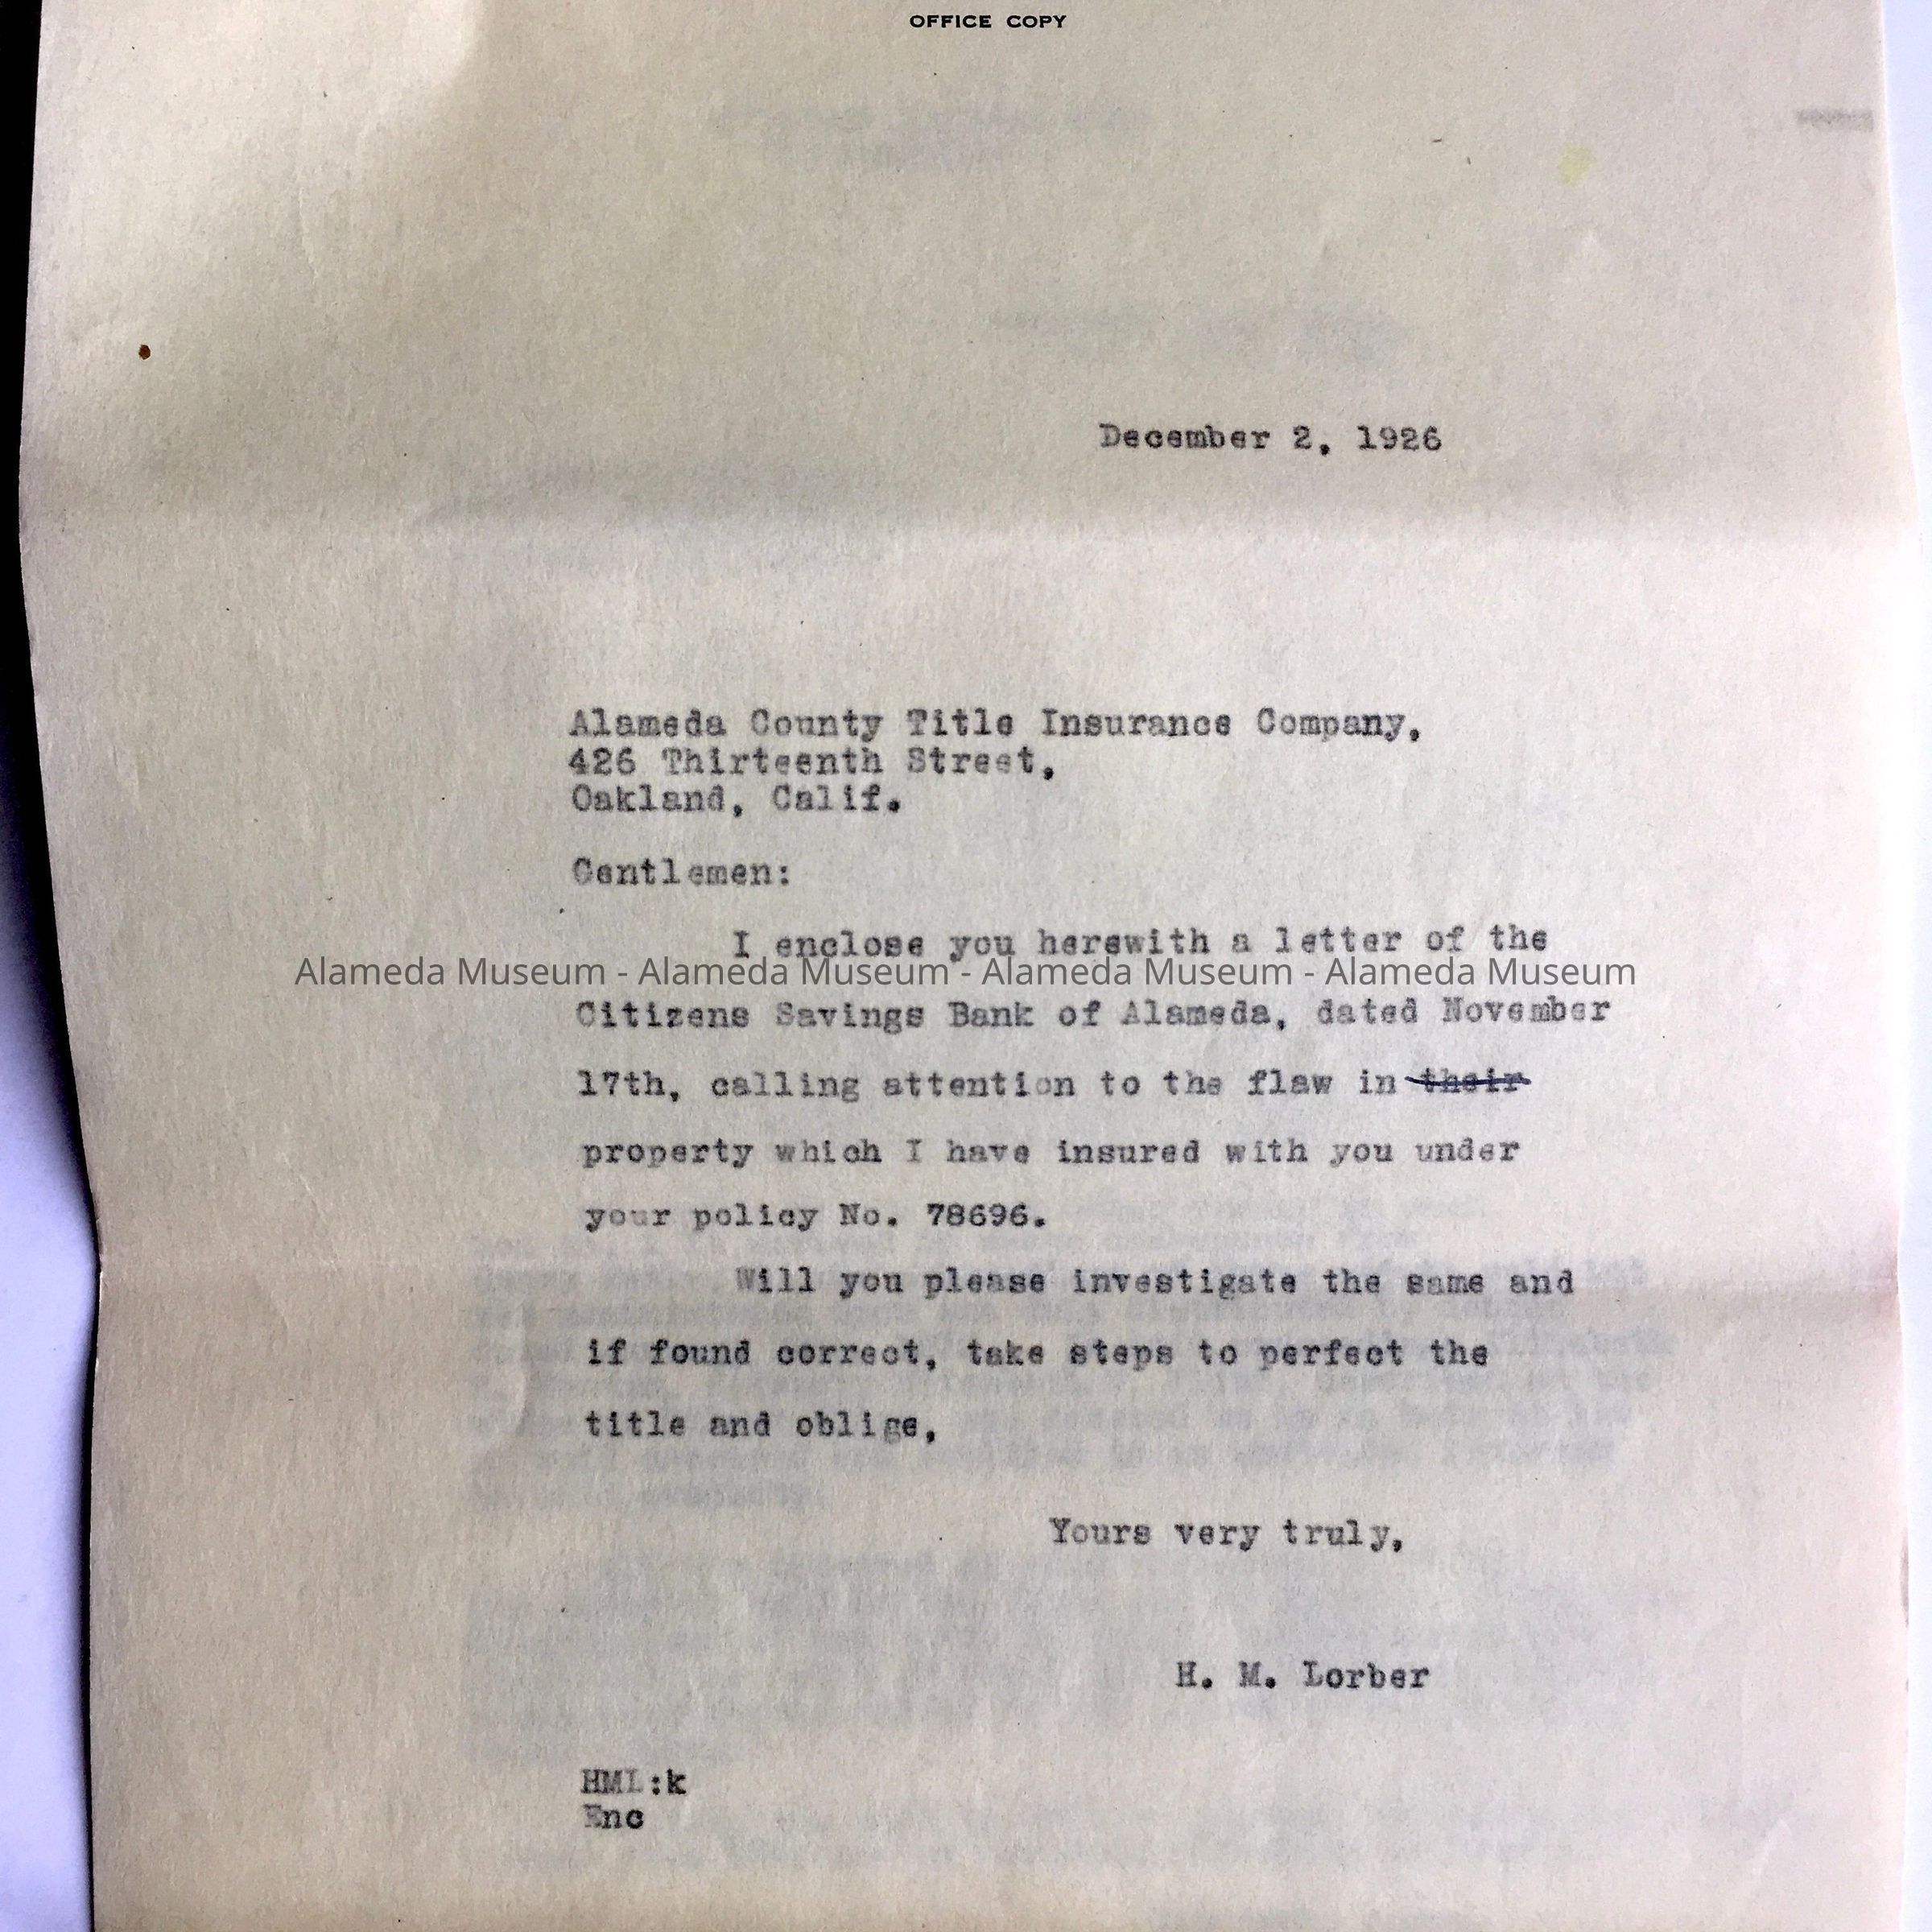 OFFICE COPY
December 2, 1926
Alameda County Title Insurance Company,
426 Thirteenth Street,
Oakland, Calif.
Gentlemen:
I enclose you herewith a letter of the
Alameda Museum - Alameda Museum - Alameda Museum - Alameda Museum
Citizens Savings Bank of Alameda, dated November
17th, calling attention to the flaw in their
property which I have insured with you under
your policy No. 78696.
Will you please investigate the same and
if found correct, take steps to perfect the
title and oblige,
Yours very truly,
H. M. Lorber
HML:k
Enc